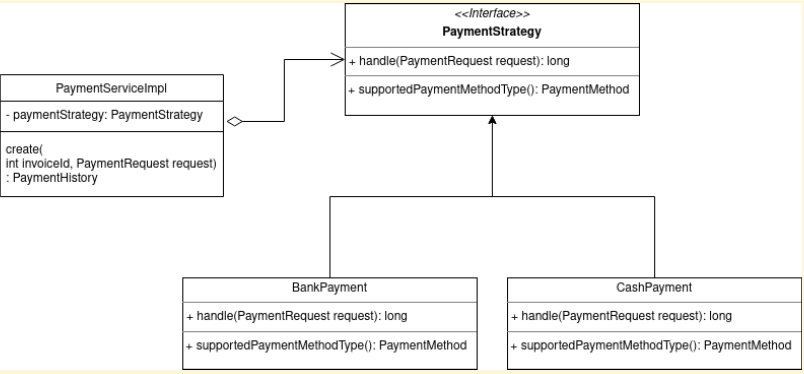 <<Interface>>
PaymentStrategy
+ handle(PaymentRequest request): long
+ supportedPaymentMethodType(): PaymentMethod
PaymentServiceImpl
- paymentStrategy: PaymentStrategy
create(
int invoiceId, PaymentRequest request)
: PaymentHistory
BankPayment
+ handle(PaymentRequest request): long
+ supportedPaymentMethodType(): PaymentMethod
CashPayment
+ handle(PaymentRequest request): long
+ supportedPaymentMethodType(): PaymentMethod